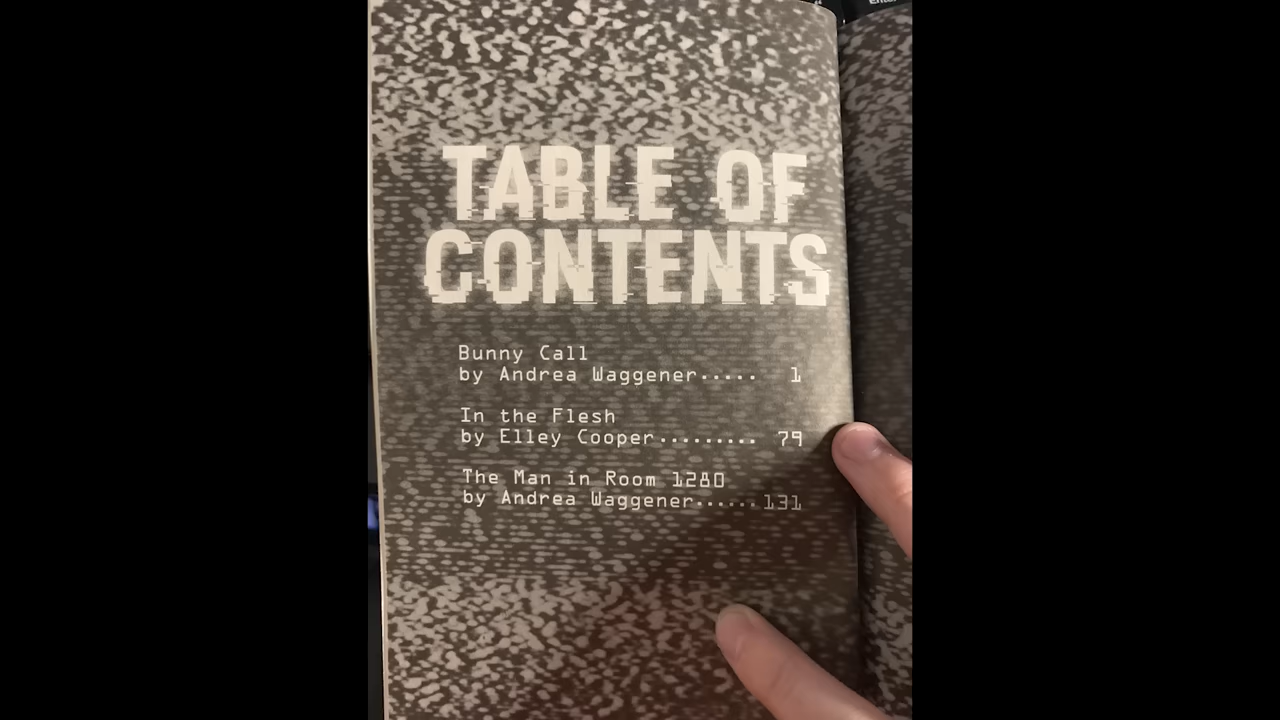 TABLE OF
CONTENTS
Bunny Call
by Andrea Waggener..... 1
In the Flesh
by Elley Cooper......... 79
The Man in Room 1280
by Andrea Waggener......131